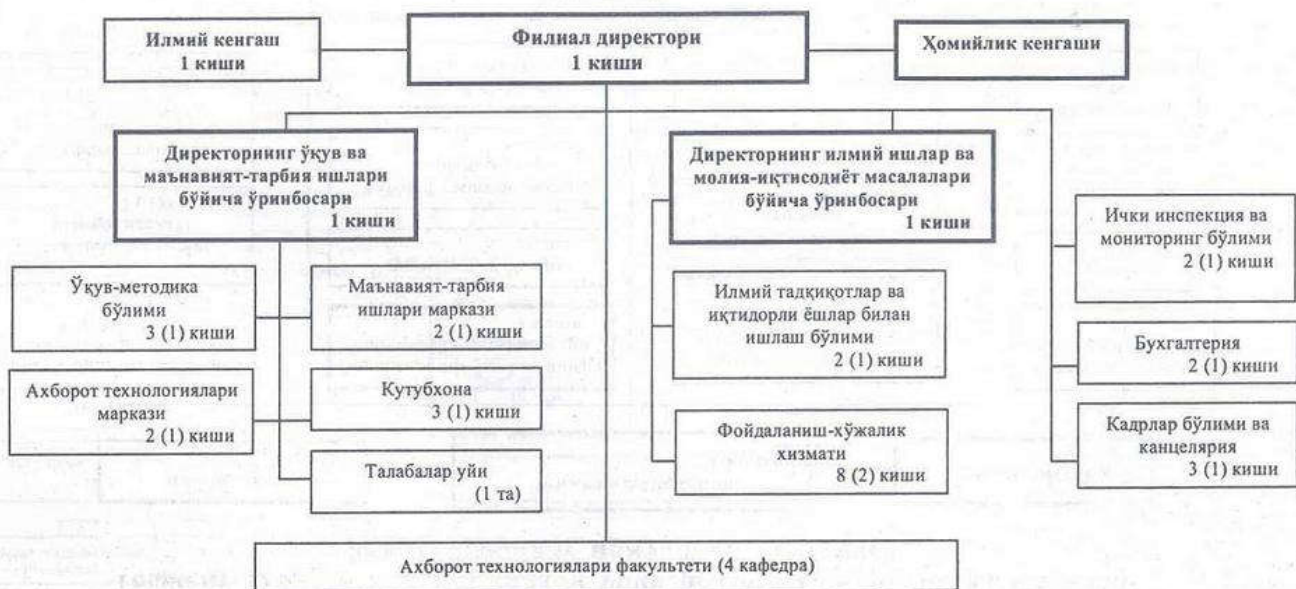 Илмий кенгаш
1 киши
Филиал директори
1 киши
Ҳомийлик кенгаши
Директорининг ўқув ва
маънавият-тарбия ишлари
бўйича ўринбосари
1 киши
Директорнинг илмий ишлар ва
молия-иқтисодиёт масалалари
бўйича ўринбосари
1 киши
Ички инспекция ва
мониторинг бўлими
2 (1) киши
Ўқув-методика
бўлими
3 (1) киши
Маънавият-тарбия
ишлари маркази
2 (1) киши
Илмий тадқиқотлар ва
иқтидорли ёшлар билан
ишлаш бўлими
2 (1) киши
Бухгалтерия
2 (1) киши
Ахборот технологиялари
маркази
2 (1) киши
Кутубхона
3 (1) киши
Фойдаланиш-хўжалик
хизмати
8 (2) киши
Кадрлар бўлими ва
канцелярия
3 (1) киши
Талабалар уйи
(1 та)
Ахборот технологиялари факультети (4 кафедра)